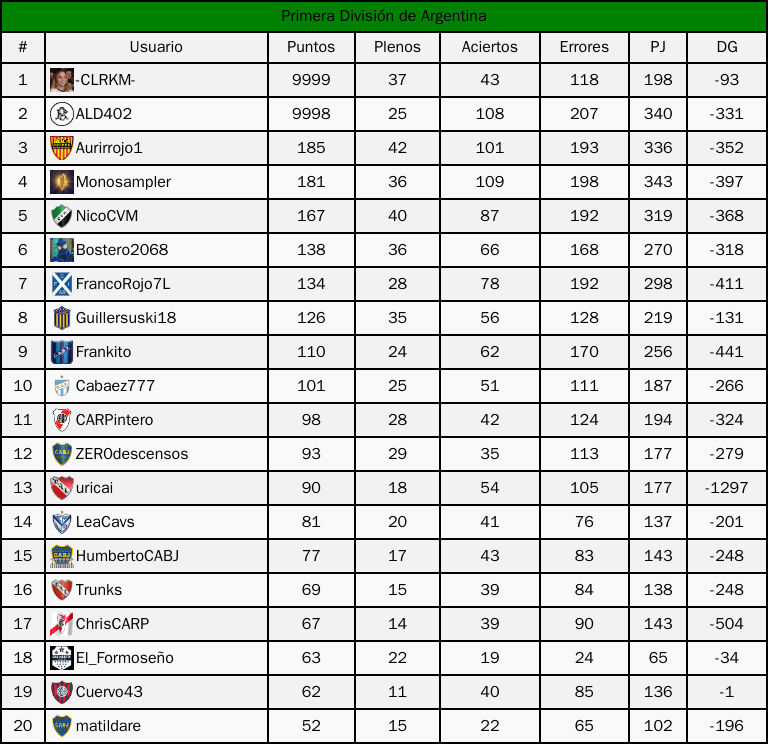 Primera División de Argentina
# Usuario Puntos Plenos Aciertos Errores PJ DG
1 -CLRKM- 9999 37 43 118 198 -93
2 ALD402 9998 25 108 207 340 -331
3 Aurirrojo1 185 42 101 193 336 -352
4 Monosampler 181 36 109 198 343 -397
5 NicoCVM 167 40 87 192 319 -368
6 Bostero2068 138 36 66 168 270 -318
7 FrancoRojo7L 134 28 78 192 298 -411
8 Guillersuski18 126 35 56 128 219 -131
9 Frankito 110 24 62 170 256 -441
10 Cabaez777 101 25 51 111 187 -266
11 CARPintero 98 28 42 124 194 -324
12 ZER0descensos 93 29 35 113 177 -279
13 uricai 90 18 54 105 177 -1297
14 LeaCavs 81 20 41 76 137 -201
15 HumbertoCABJ 77 17 43 83 143 -248
16 Trunks 69 15 39 84 138 -248
17 ChrisCARP 67 14 39 90 143 -504
18 El_Formoseño 63 22 19 24 65 -34
19 Cuervo43 62 11 40 85 136 -1
20 matildare 52 15 22 65 102 -196